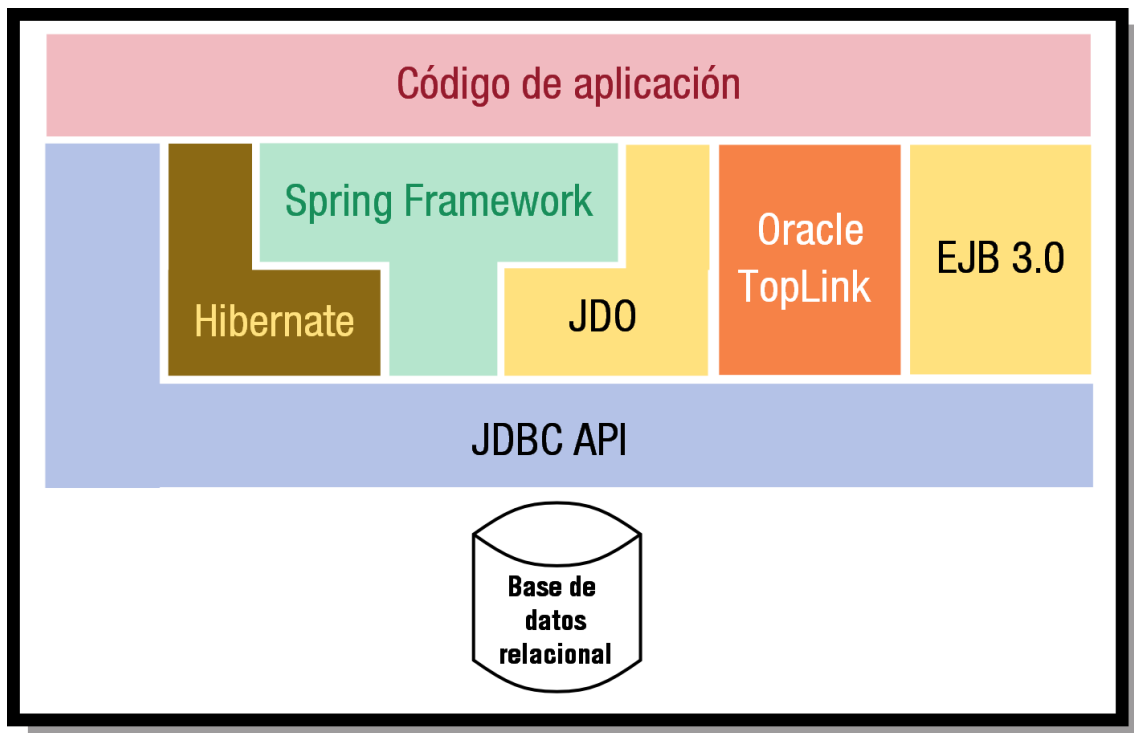 Código de aplicación
Spring Framework
Hibernate
JDO
Oracle
TopLink
EJB 3.0
JDBC API
Base de
datos
relacional